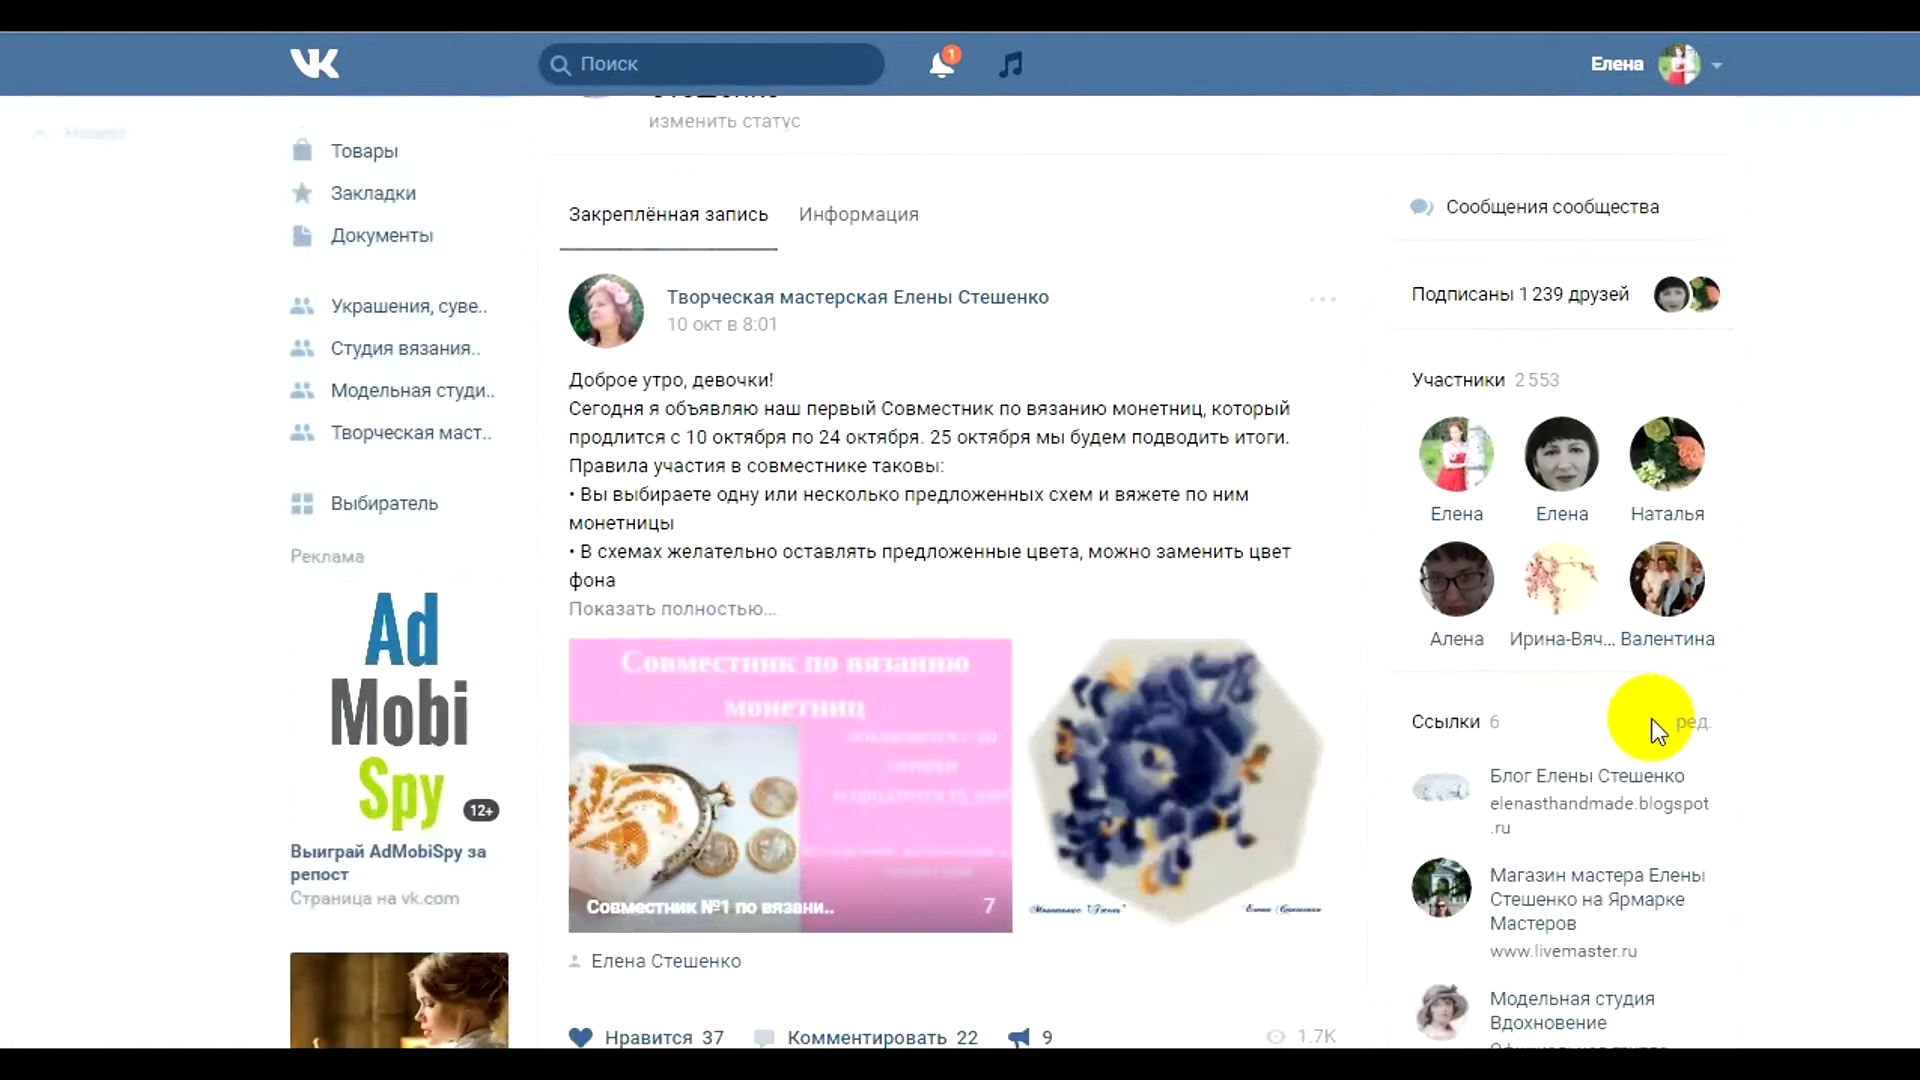 Поиск
1
Елена
изменить статус
Товары
Закладки
Документы
Украшения, суве..
Студия вязания..
Модельная студи..
Творческая маст..
Выбиратель
Реклама
Ad
Mobi
Spy
12+
Выиграй AdMobiSpy за
репост
Страница на vk.com
Закреплённая запись
Информация
Творческая мастерская Елены Стешенко
10 окт в 8:01
Доброе утро, девочки!
Сегодня я объявляю наш первый Совместник по вязанию монетниц, который
продлится с 10 октября по 24 октября. 25 октября мы будем подводить итоги.
Правила участия в совместнике таковы:
• Вы выбираете одну или несколько предложенных схем и вяжете по ним
монетницы
• В схемах желательно оставлять предложенные цвета, можно заменить цвет
фона
Показать полностью...
Совместник по вязанию
монетниц
Совместник №1 по вязани..
7
Елена Стешенко
Нравится 37
Комментировать 22
9
1.7K
Сообщения сообщества
Подписаны 1 239 друзей
Участники 2 553
Елена
Елена
Наталья
Алена
Ирина-Вяч...
Валентина
Ссылки 6
ред.
Блог Елены Стешенко
elenasthandmade.blogspot
.ru
Магазин мастера Елены
Стешенко на Ярмарке
Мастеров
www.livemaster.ru
Модельная студия
Вдохновение